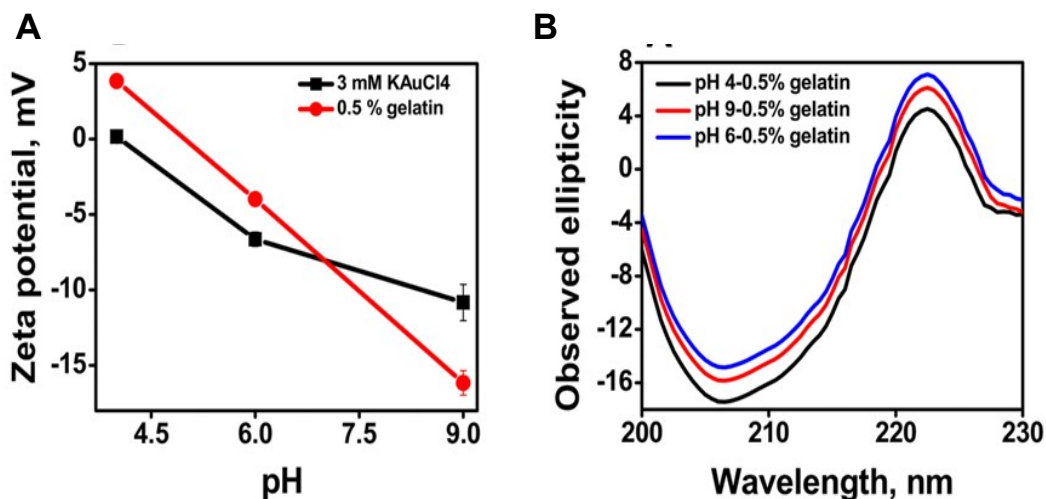 A
Zeta potential, mV
5
0
-5
-10
-15
3 mM KAuCl4
0.5 % gelatin
4.5 6.0 7.5 9.0
pH
B
Observed ellipticity
8
4
0
-4
-8
-12
-16
pH 4-0.5% gelatin
pH 9-0.5% gelatin
pH 6-0.5% gelatin
200 210 220 230
Wavelength, nm